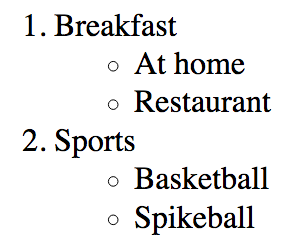 1. Breakfast
○ At home
○ Restaurant
2. Sports
○ Basketball
○ Spikeball